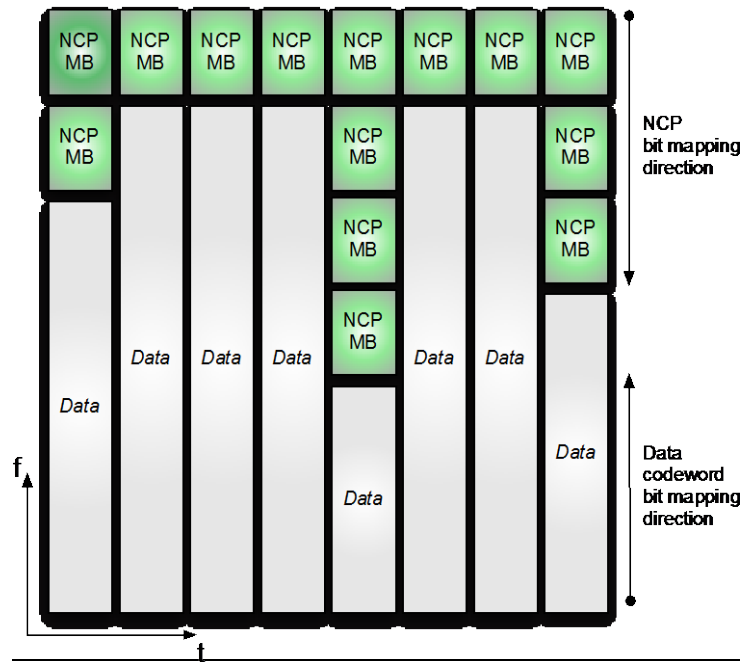 NCP NCP NCP NCP NCP NCP NCP NCP
MB MB MB MB MB MB MB MB
NCP NCP NCP
MB MB MB
NCP
bit mapping
direction
NCP NCP
MB MB
NCP
MB
Data Data Data Data Data
Data
Data
Data
Data
codeword
bit mapping
direction
f
t